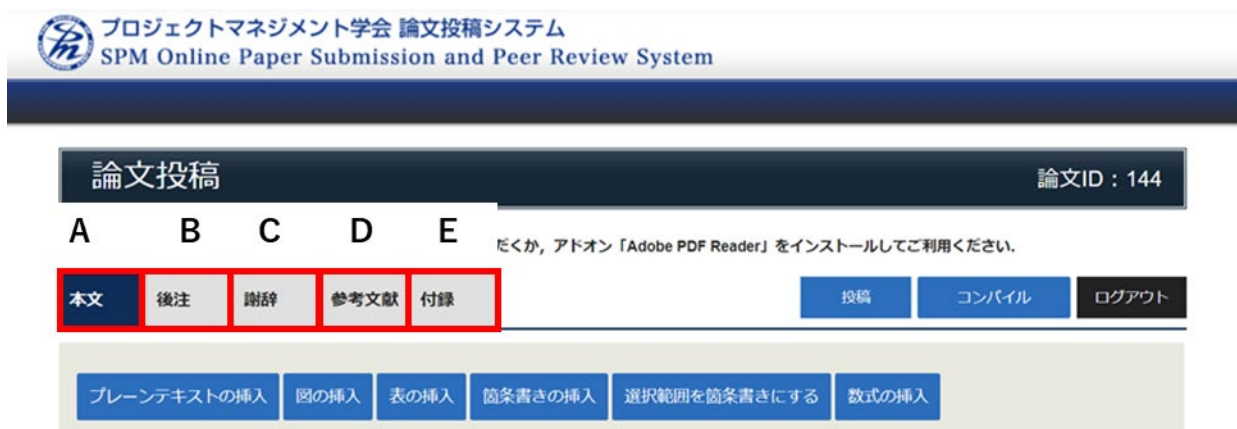 プロジェクトマネジメント学会 論文投稿システム
SPM Online Paper Submission and Peer Review System
論文投稿 論文ID：144
A B C D E
だくか，アドオン「Adobe PDF Reader」をインストールしてご利用ください．
本文 後注 謝辞 参考文献 付録 投稿 コンパイル ログアウト
プレーンテキストの挿入 図の挿入 表の挿入 箇条書きの挿入 選択範囲を箇条書きにする 数式の挿入